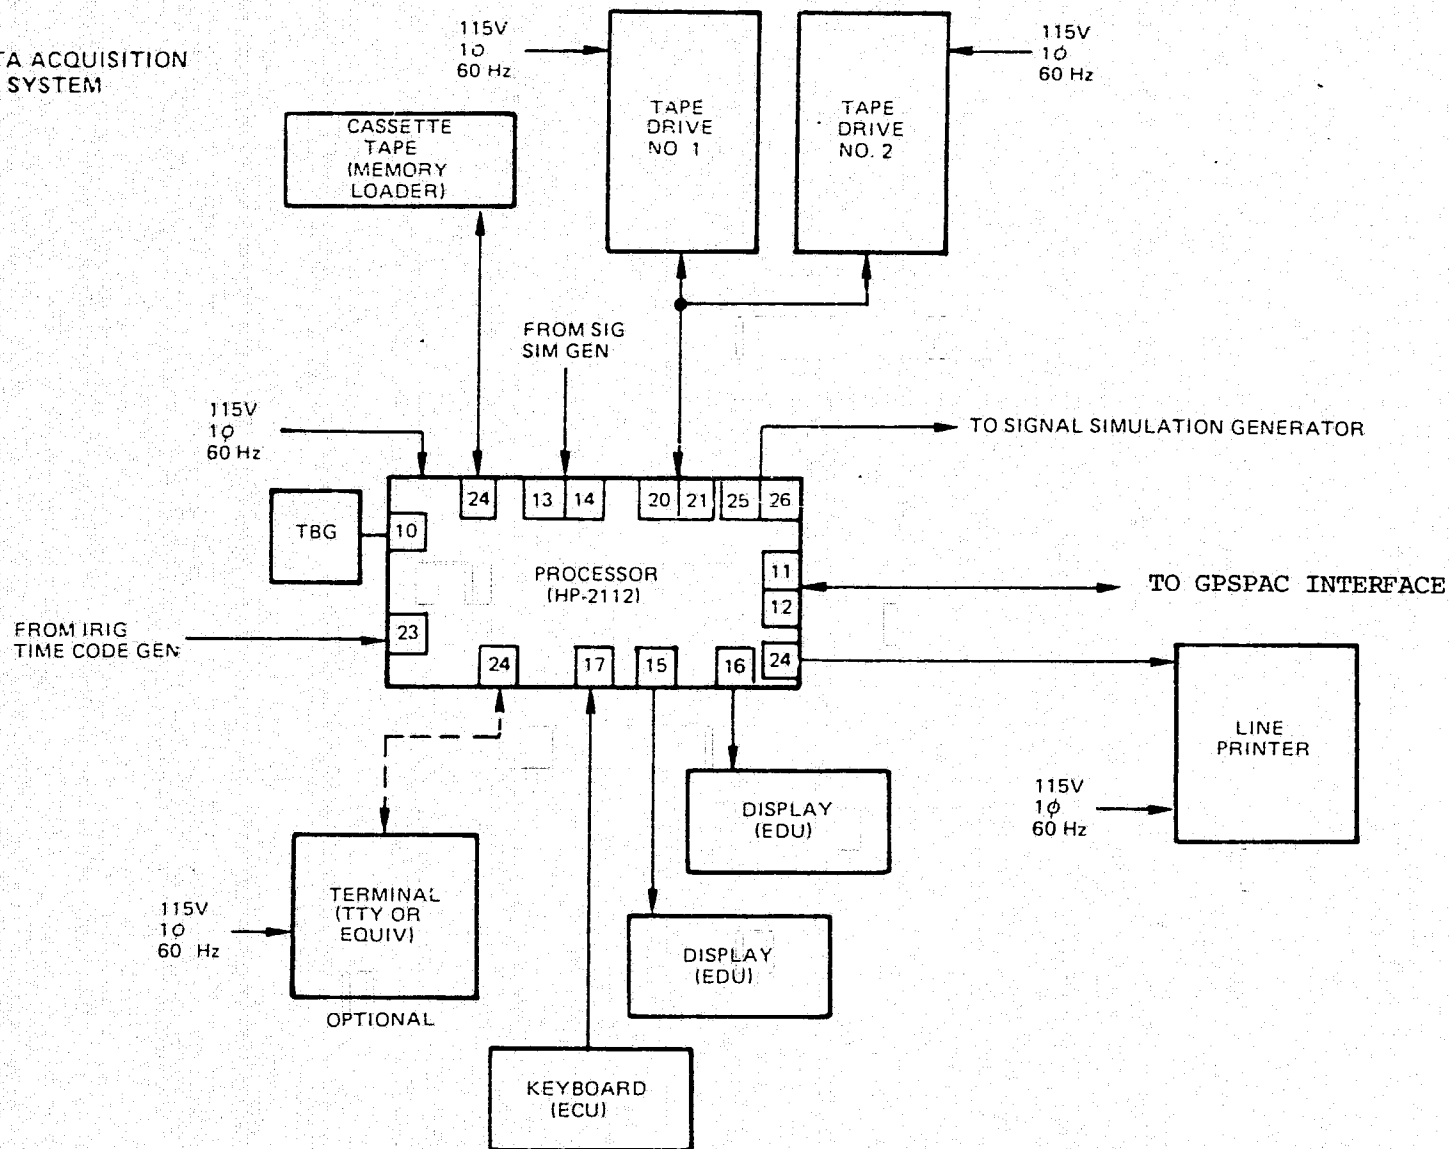 TA ACQUISITION
SYSTEM
115V
1φ
60 Hz
TAPE
DRIVE
NO 1
TAPE
DRIVE
NO. 2
115V
1φ
60 Hz
CASSETTE
TAPE
(MEMORY
LOADER)
FROM SIG
SIM GEN
115V
1φ
60 Hz
TO SIGNAL SIMULATION GENERATOR
24
13
14
20
21
25
26
TBG
10
PROCESSOR
(HP-2112)
11
12
TO GPSPAC INTERFACE
FROM IRIG
TIME CODE GEN
23
24
17
15
16
24
LINE
PRINTER
115V
1φ
60 Hz
DISPLAY
(EDU)
TERMINAL
(TTY OR
EQUIV)
115V
1φ
60 Hz
OPTIONAL
DISPLAY
(EDU)
KEYBOARD
(ECU)